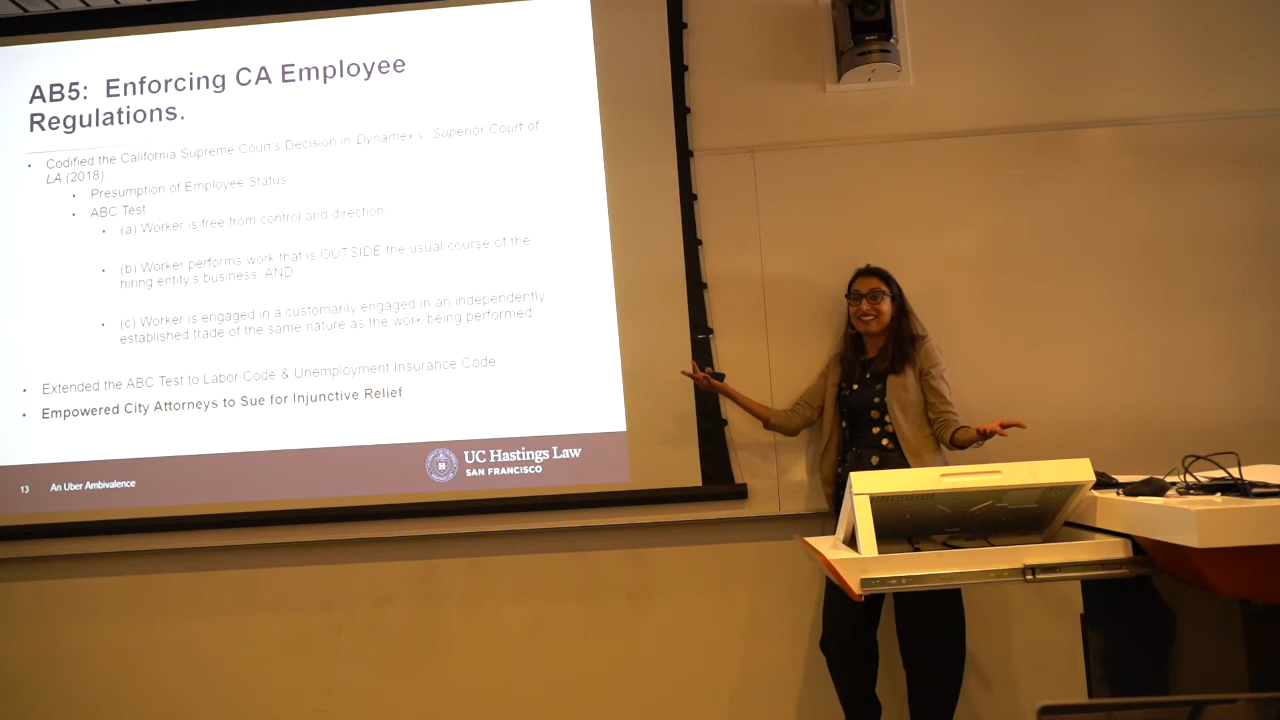 AB5: Enforcing CA Employee
Regulations.
• Codified the California Supreme Court's Decision in Dynamex v. Superior Court of
LA (2018)
• Presumption of Employee Status
• ABC Test
• (a) Worker is free from control and direction
• (b) Worker performs work that is OUTSIDE the usual course of the
hiring entity's business; AND
• (c) Worker is engaged in a customarily engaged in an independently
established trade of the same nature as the work being performed
• Extended the ABC Test to Labor Code & Unemployment Insurance Code
• Empowered City Attorneys to Sue for Injunctive Relief
13 An Uber Ambivalence
UC Hastings Law
SAN FRANCISCO
SONY